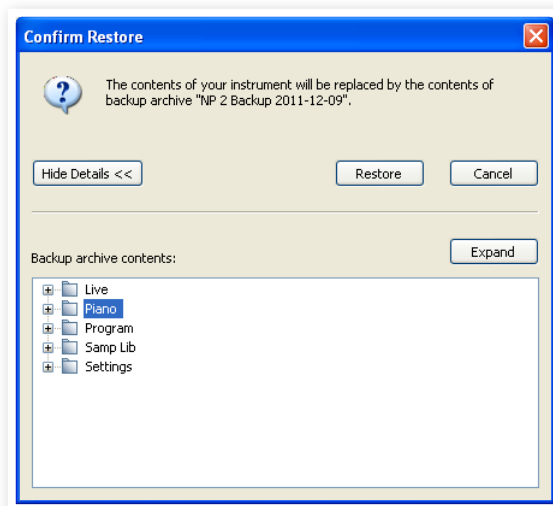 Confirm Restore
The contents of your instrument will be replaced by the contents of
backup archive "NP 2 Backup 2011-12-09".
Hide Details <<
Restore
Cancel
Expand
Backup archive contents:
Live
Piano
Program
Samp Lib
Settings